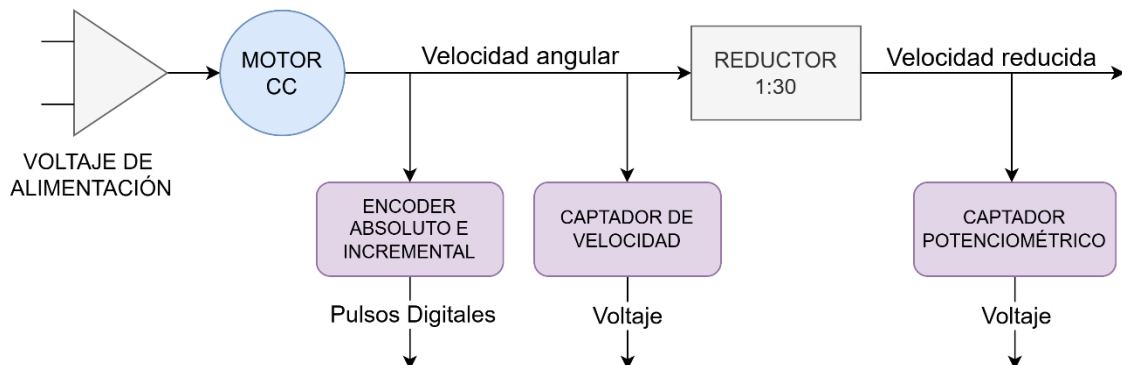 MOTOR
CC
Velocidad angular
REDUCTOR
1:30
Velocidad reducida
VOLTAJE DE
ALIMENTACIÓN
ENCODER
ABSOLUTO E
INCREMENTAL
CAPTADOR DE
VELOCIDAD
CAPTADOR
POTENCIOMÉTRICO
Pulsos Digitales
Voltaje
Voltaje